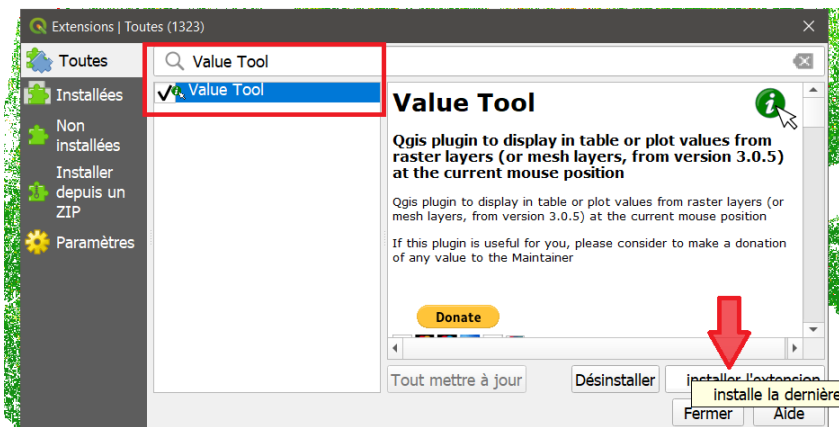 Extensions | Toutes (1323)
Toutes
Installées
Non
installées
Installer
depuis un
ZIP
Paramètres
Value Tool
Value Tool
Value Tool
Qgis plugin to display in table or plot values from
raster layers (or mesh layers, from version 3.0.5)
at the current mouse position
Qgis plugin to display in table or plot values from raster layers (or
mesh layers, from version 3.0.5) at the current mouse position
If this plugin is useful for you, please consider to make a donation
of any value to the Maintainer
Donate
Tout mettre à jour
Désinstaller
installer l'extension
installe la dernière
Fermer
Aide